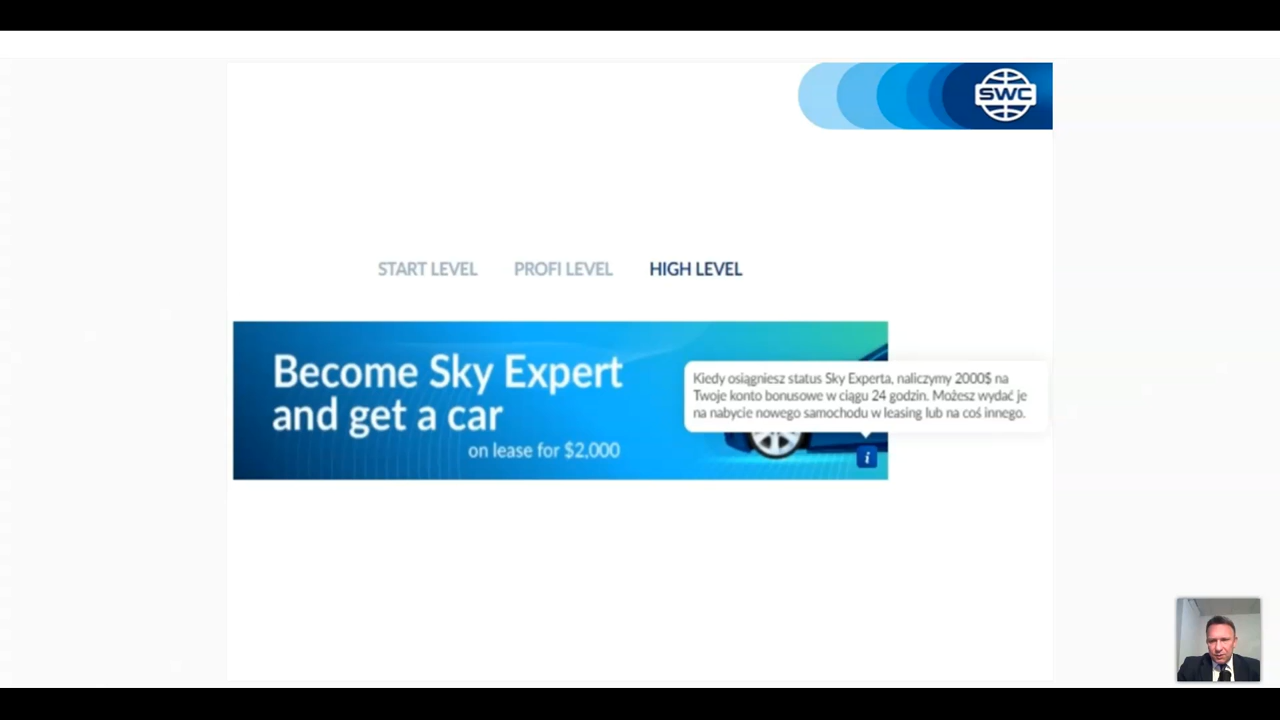 SWC
START LEVEL PROFI LEVEL HIGH LEVEL
Become Sky Expert
and get a car
on lease for $2,000
Kiedy osiągniesz status Sky Experta, naliczymy 2000$ na
Twoje konto bonusowe w ciągu 24 godzin. Możesz wydać je
na nabycie nowego samochodu w leasing lub na coś innego.
i